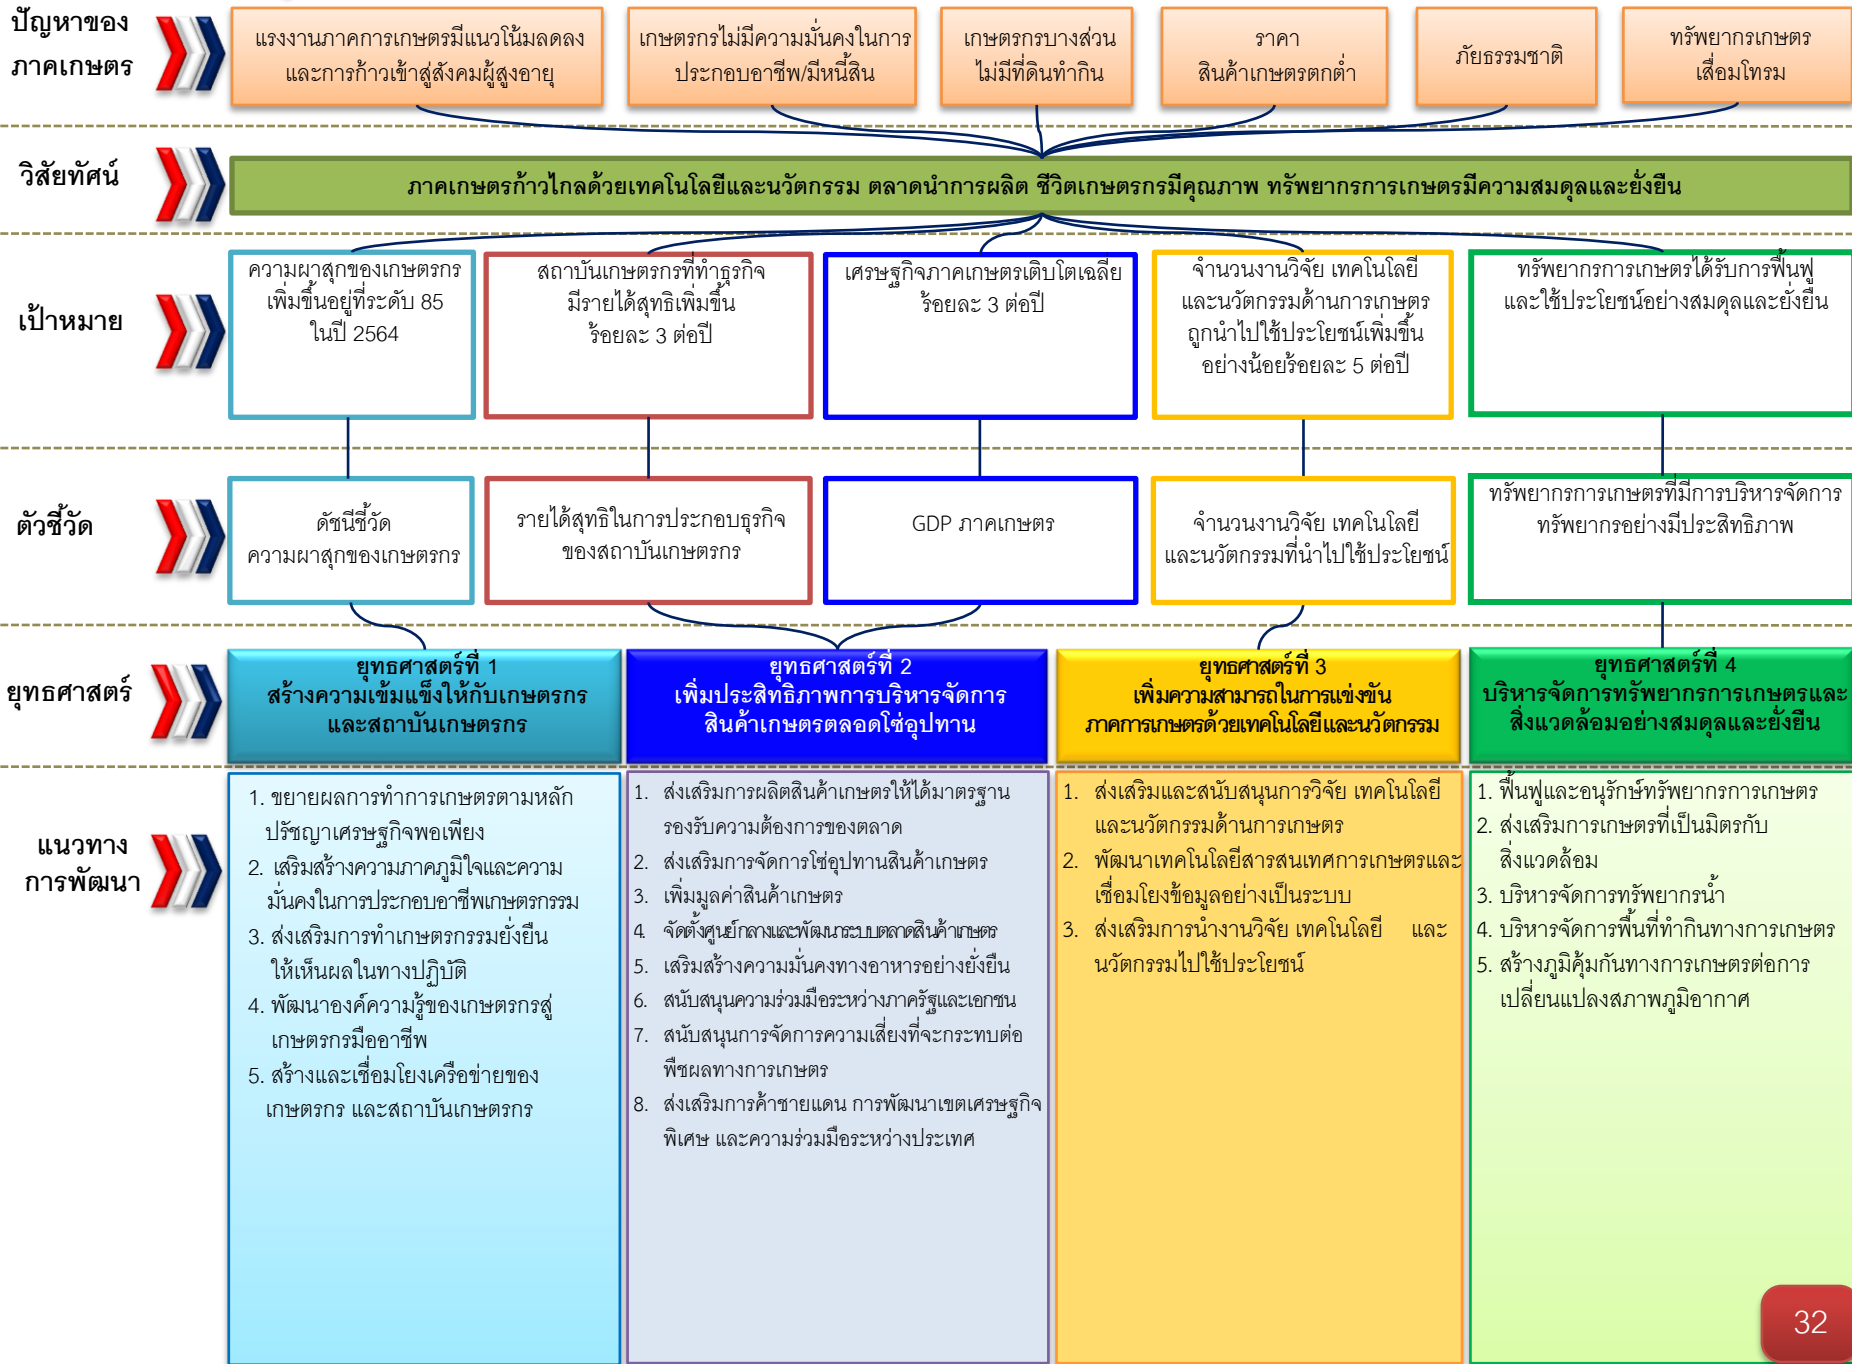 ปัญหาของ
ภาคเกษตร
แรงงานภาคการเกษตรมีแนวโน้มลดลง
และการก้าวเข้าสู่สังคมผู้สูงอายุ
เกษตรกรไม่มีความมั่นคงในการ
ประกอบอาชีพ/มีหนี้สิน
เกษตรกรบางส่วน
ไม่มีที่ดินทำกิน
ราคา
สินค้าเกษตรตกต่ำ
ภัยธรรมชาติ
ทรัพยากรเกษตร
เสื่อมโทรม
วิสัยทัศน์
ภาคเกษตรก้าวไกลด้วยเทคโนโลยีและนวัตกรรม ตลาดนำการผลิต ชีวิตเกษตรกรมีคุณภาพ ทรัพยากรการเกษตรมีความสมดุลและยั่งยืน
เป้าหมาย
ความผาสุกของเกษตรกร
เพิ่มขึ้นอยู่ที่ระดับ 85
ในปี 2564
สถาบันเกษตรกรที่ทำธุรกิจ
มีรายได้สุทธิเพิ่มขึ้น
ร้อยละ 3 ต่อปี
เศรษฐกิจภาคเกษตรเติบโตเฉลี่ย
ร้อยละ 3 ต่อปี
จำนวนงานวิจัย เทคโนโลยี
และนวัตกรรมด้านการเกษตร
ถูกนำไปใช้ประโยชน์เพิ่มขึ้น
อย่างน้อยร้อยละ 5 ต่อปี
ทรัพยากรการเกษตรได้รับการฟื้นฟู
และใช้ประโยชน์อย่างสมดุลและยั่งยืน
ตัวชี้วัด
ดัชนีชี้วัด
ความผาสุกของเกษตรกร
รายได้สุทธิในการประกอบธุรกิจ
ของสถาบันเกษตรกร
GDP ภาคเกษตร
จำนวนงานวิจัย เทคโนโลยี
และนวัตกรรมที่นำไปใช้ประโยชน์
ทรัพยากรการเกษตรที่มีการบริหารจัดการ
ทรัพยากรอย่างมีประสิทธิภาพ
ยุทธศาสตร์
ยุทธศาสตร์ที่ 1
สร้างความเข้มแข็งให้กับเกษตรกร
และสถาบันเกษตรกร
ยุทธศาสตร์ที่ 2
เพิ่มประสิทธิภาพการบริหารจัดการ
สินค้าเกษตรตลอดโซ่อุปทาน
ยุทธศาสตร์ที่ 3
เพิ่มความสามารถในการแข่งขัน
ภาคการเกษตรด้วยเทคโนโลยีและนวัตกรรม
ยุทธศาสตร์ที่ 4
บริหารจัดการทรัพยากรการเกษตรและ
สิ่งแวดล้อมอย่างสมดุลและยั่งยืน
แนวทาง
การพัฒนา
1. ขยายผลการทำการเกษตรตามหลัก
ปรัชญาเศรษฐกิจพอเพียง
2. เสริมสร้างความภาคภูมิใจและความ
มั่นคงในการประกอบอาชีพเกษตรกรรม
3. ส่งเสริมการทำเกษตรกรรมยั่งยืน
ให้เห็นผลในทางปฏิบัติ
4. พัฒนาองค์ความรู้ของเกษตรกรสู่
เกษตรกรมืออาชีพ
5. สร้างและเชื่อมโยงเครือข่ายของ
เกษตรกร และสถาบันเกษตรกร
1. ส่งเสริมการผลิตสินค้าเกษตรให้ได้มาตรฐาน
รองรับความต้องการของตลาด
2. ส่งเสริมการจัดการโซ่อุปทานสินค้าเกษตร
3. เพิ่มมูลค่าสินค้าเกษตร
4. จัดตั้งศูนย์กลางและพัฒนาระบบตลาดสินค้าเกษตร
5. เสริมสร้างความมั่นคงทางอาหารอย่างยั่งยืน
6. สนับสนุนความร่วมมือระหว่างภาครัฐและเอกชน
7. สนับสนุนการจัดการความเสี่ยงที่จะกระทบต่อ
พืชผลทางการเกษตร
8. ส่งเสริมการค้าชายแดน การพัฒนาเขตเศรษฐกิจ
พิเศษ และความร่วมมือระหว่างประเทศ
1. ส่งเสริมและสนับสนุนการวิจัย เทคโนโลยี
และนวัตกรรมด้านการเกษตร
2. พัฒนาเทคโนโลยีสารสนเทศการเกษตรและ
เชื่อมโยงข้อมูลอย่างเป็นระบบ
3. ส่งเสริมการนำงานวิจัย เทคโนโลยี และ
นวัตกรรมไปใช้ประโยชน์
1. ฟื้นฟูและอนุรักษ์ทรัพยากรการเกษตร
2. ส่งเสริมการเกษตรที่เป็นมิตรกับ
สิ่งแวดล้อม
3. บริหารจัดการทรัพยากรน้ำ
4. บริหารจัดการพื้นที่ทำกินทางการเกษตร
5. สร้างภูมิคุ้มกันทางการเกษตรต่อการ
เปลี่ยนแปลงสภาพภูมิอากาศ
32